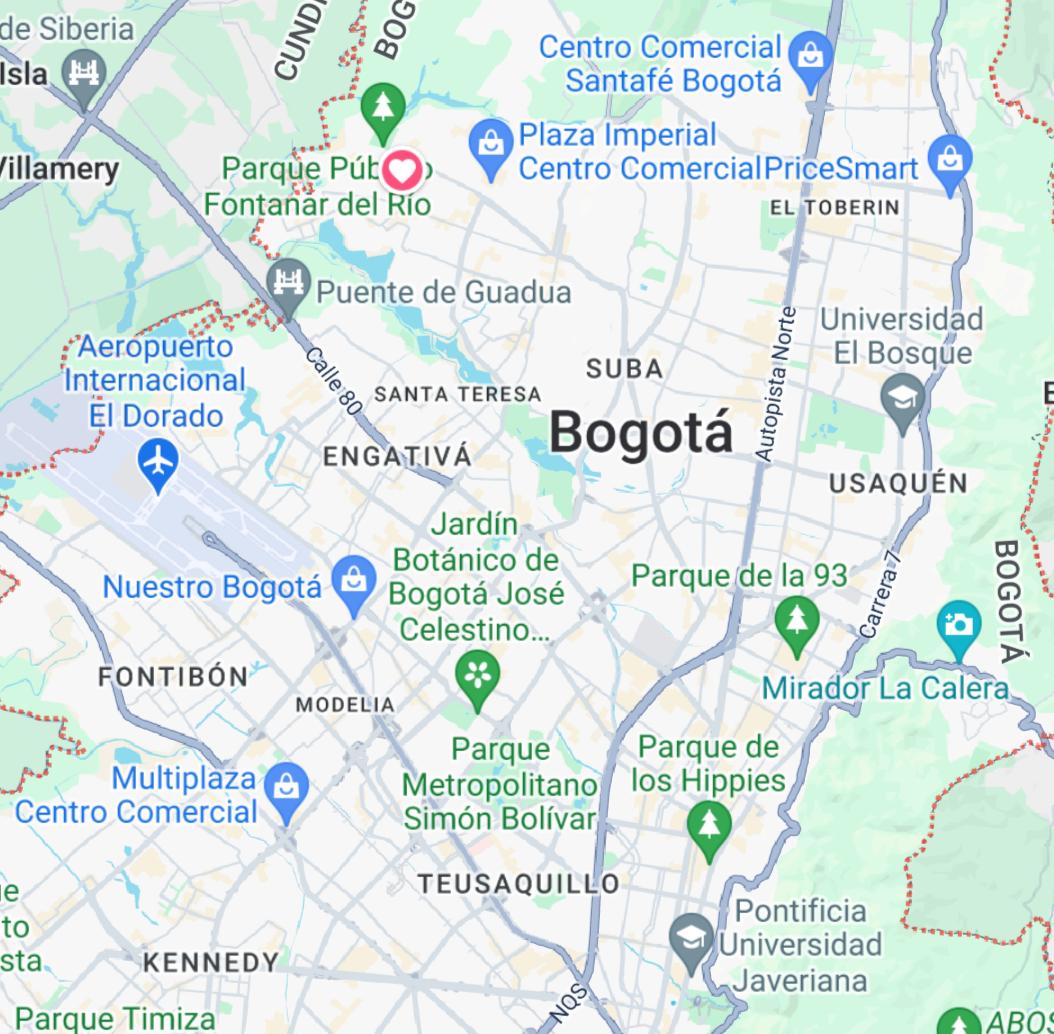 de Siberia
Isla
CUNDI
BOG
Centro Comercial
Santafé Bogotá
Plaza Imperial
Centro Comercial
PriceSmart
Villamery
Parque Púb
o
Fontanar del Río
EL TOBERIN
Puente de Guadua
Universidad
El Bosque
Aeropuerto
Internacional
El Dorado
Calle 80
SANTA TERESA
SUBA
Autopista Norte
Bogotá
E
ENGATIVÁ
USAQUÉN
Jardín
Botánico de
Bogotá José
Celestino...
Nuestro Bogotá
Parque de la 93
Carrera 7
BOGOTÁ
FONTIBÓN
MODELIA
Mirador La Calera
Parque
Metropolitano
Simón Bolívar
Parque de
los Hippies
Multiplaza
Centro Comercial
TEUSAQUILLO
ue
to
sta
Pontificia
Universidad
Javeriana
KENNEDY
NQS
Parque Timiza
ABOS